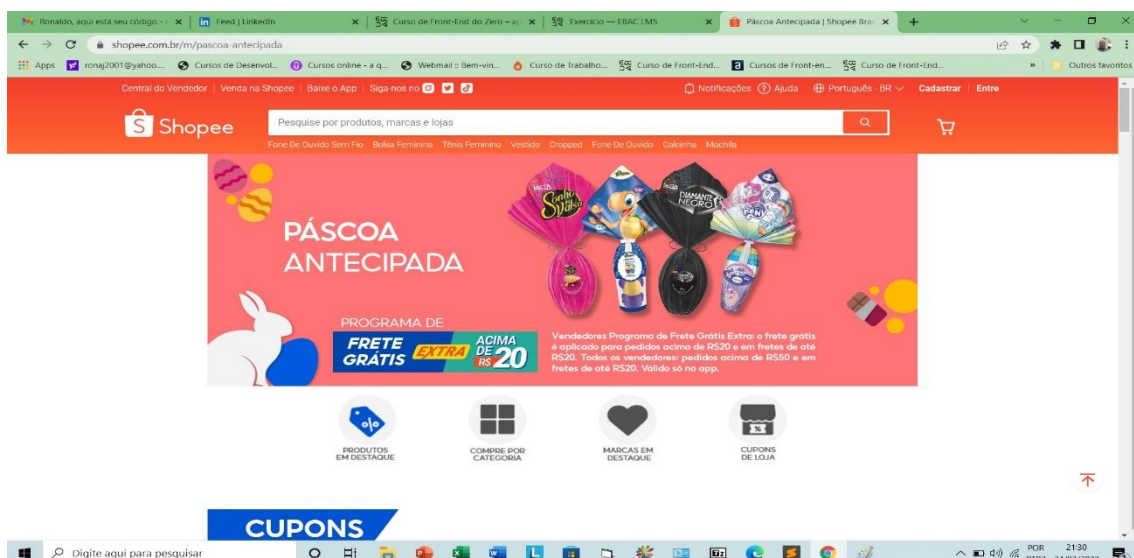 Ronaldo, aqui está seu código -
Feed | LinkedIn
Curso de Front-End do Zero – ap
Exercício — EBAC LMS
Páscoa Antecipada | Shopee Bras
shopee.com.br/m/pascoa-antecipada
Apps
ronaj2001@yahoo...
Cursos de Desenvol...
Cursos online - a q...
Webmail :: Bem-vin...
Curso de Trabalho...
Curso de Front-End...
Cursos de Front-en...
Curso de Front-End...
Outros favoritos
Central do Vendedor | Venda na Shopee | Baixe o App | Siga-nos no
Notificações
Ajuda
Português - BR
Cadastrar | Entre
Shopee
Pesquise por produtos, marcas e lojas
Fone De Ouvido Sem Fio Bolsa Feminina Tênis Feminino Vestido Cropped Fone De Ouvido Calcinha Mochila
PÁSCOA
ANTECIPADA
Sonho de Valsa
DIAMANTE
NEGRO
PONY
PROGRAMA DE
FRETE
GRÁTIS
EXTRA
ACIMA
DE
R$ 20
Vendedores Programa de Frete Grátis Extra: o frete grátis
é aplicado para pedidos acima de R$20 e em fretes de até
R$20. Todos os vendedores: pedidos acima de R$50 e em
fretes de até R$20. Válido só no app.
PRODUTOS
EM DESTAQUE
COMPRE POR
CATEGORIA
MARCAS EM
DESTAQUE
CUPONS
DE LOJA
CUPONS
Digite aqui para pesquisar
POR
21:30